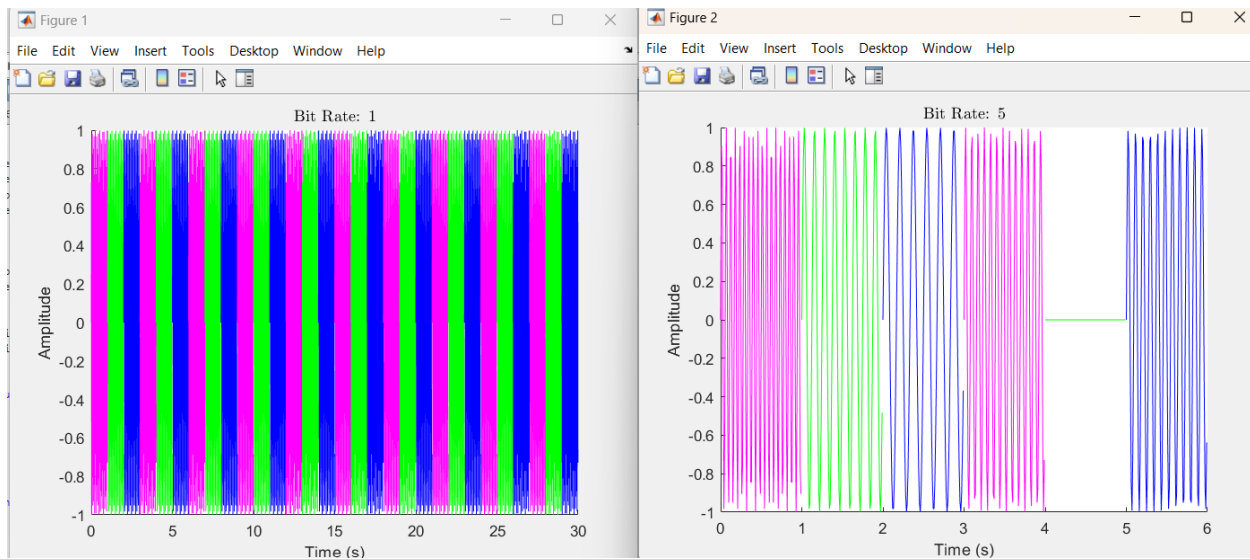 Figure 1
File Edit View Insert Tools Desktop Window Help
Bit Rate: 1
1
0.8
0.6
0.4
0.2
0
-0.2
-0.4
-0.6
-0.8
-1
Amplitude
0 5 10 15 20 25 30
Time (s)
Figure 2
File Edit View Insert Tools Desktop Window Help
Bit Rate: 5
1
0.8
0.6
0.4
0.2
0
-0.2
-0.4
-0.6
-0.8
-1
Amplitude
0 1 2 3 4 5 6
Time (s)